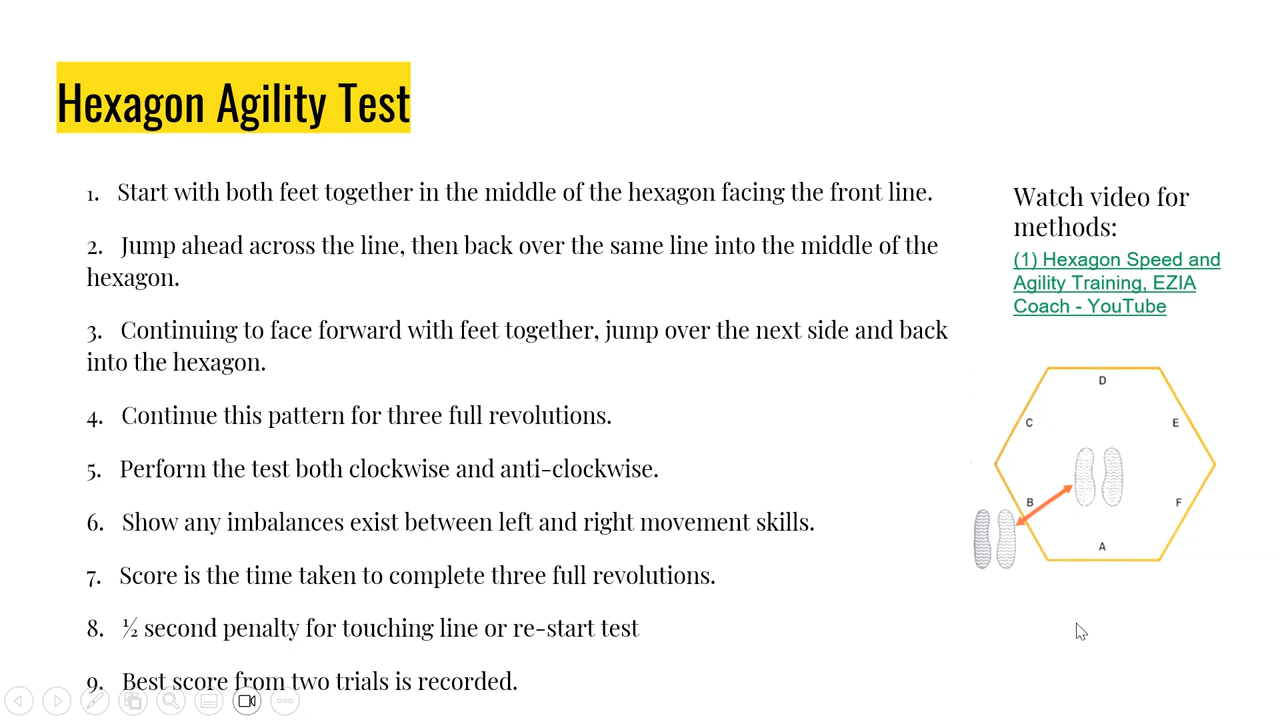 Hexagon Agility Test
1. Start with both feet together in the middle of the hexagon facing the front line.
2. Jump ahead across the line, then back over the same line into the middle of the
hexagon.
3. Continuing to face forward with feet together, jump over the next side and back
into the hexagon.
4. Continue this pattern for three full revolutions.
5. Perform the test both clockwise and anti-clockwise.
6. Show any imbalances exist between left and right movement skills.
7. Score is the time taken to complete three full revolutions.
8. ½ second penalty for touching line or re-start test
9. Best score from two trials is recorded.
Watch video for
methods:
(1) Hexagon Speed and
Agility Training, EZIA
Coach - YouTube
D
C
E
B
F
A